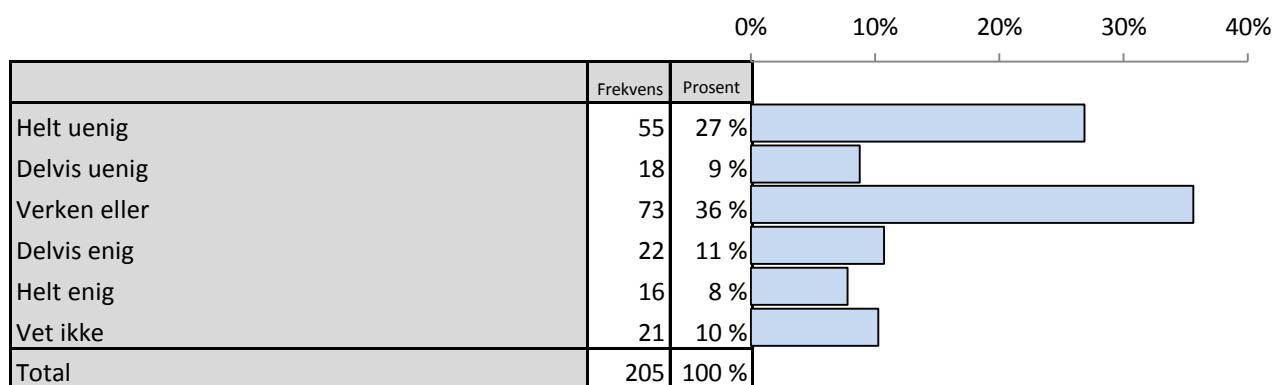 0% 10% 20% 30% 40%
Frekvens Prosent
Helt uenig 55 27 %
Delvis uenig 18 9 %
Verken eller 73 36 %
Delvis enig 22 11 %
Helt enig 16 8 %
Vet ikke 21 10 %
Total 205 100 %